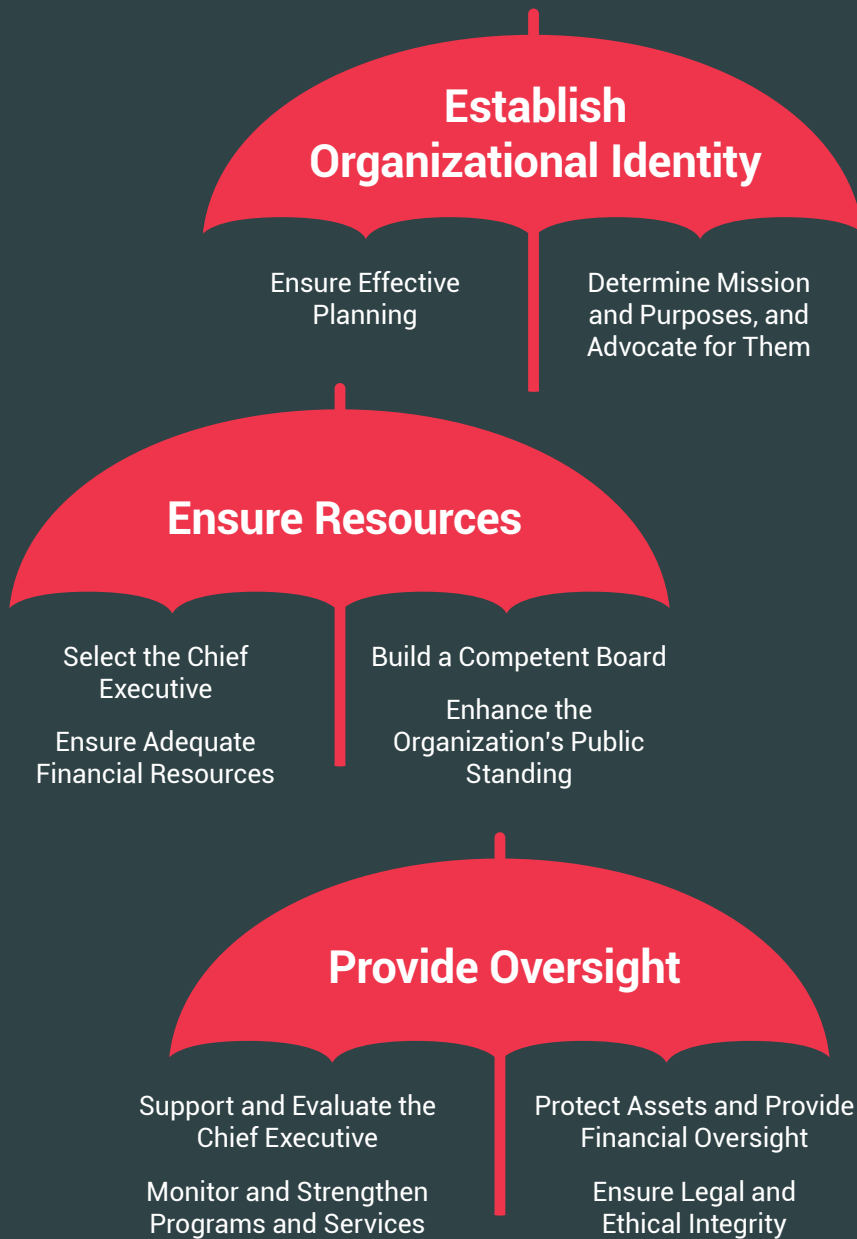 Establish
Organizational Identity
Ensure Effective
Planning
Determine Mission
and Purposes, and
Advocate for Them
Ensure Resources
Select the Chief
Executive
Ensure Adequate
Financial Resources
Build a Competent Board
Enhance the
Organization's Public
Standing
Provide Oversight
Support and Evaluate the
Chief Executive
Monitor and Strengthen
Programs and Services
Protect Assets and Provide
Financial Oversight
Ensure Legal and
Ethical Integrity